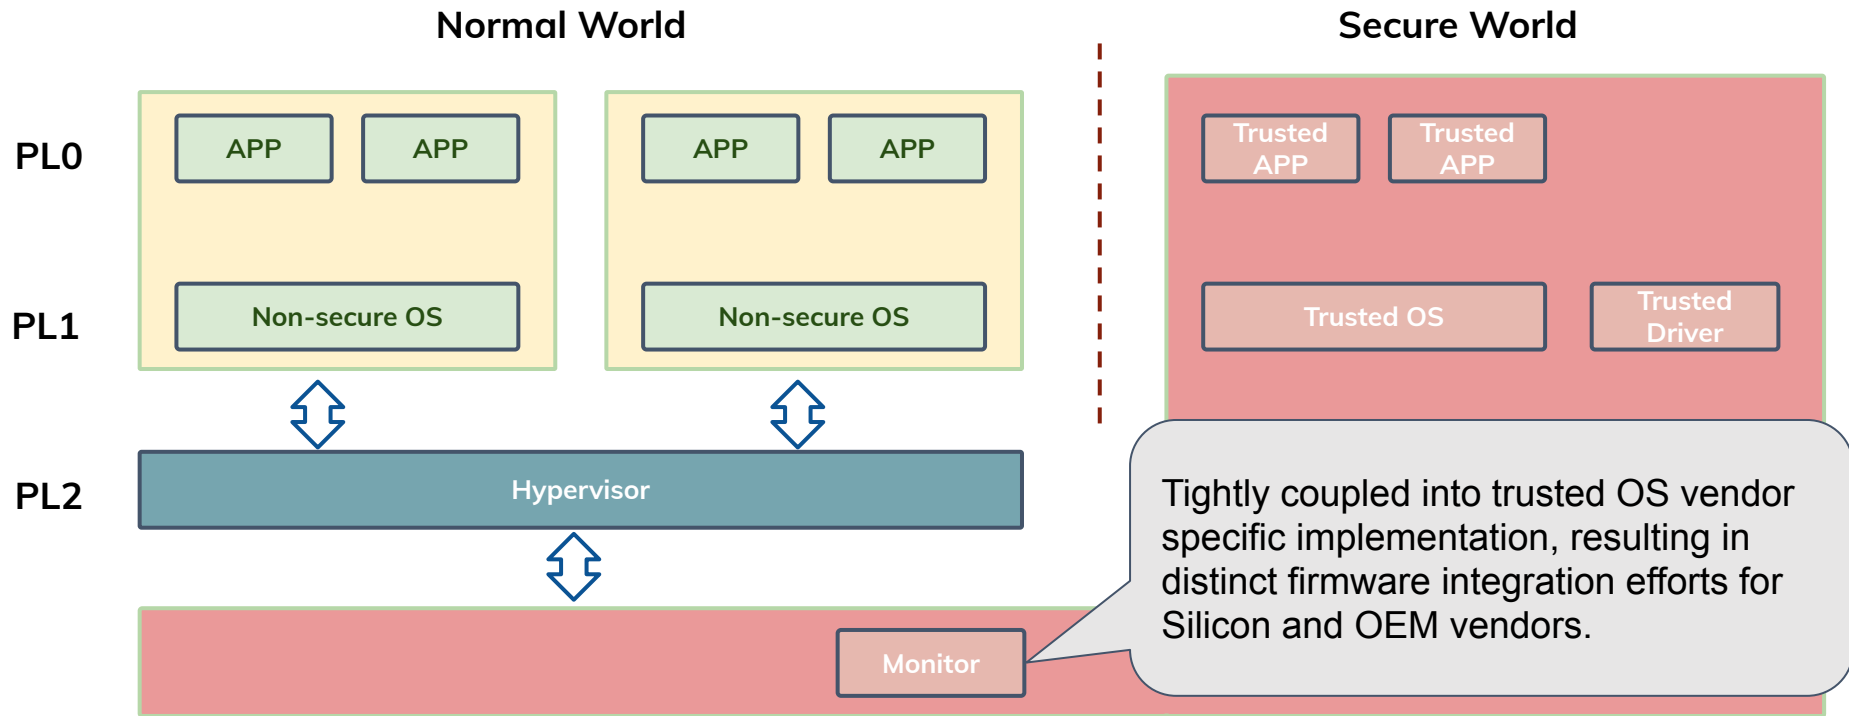 Normal World
Secure World
PL0
APP
APP
APP
APP
Trusted
APP
Trusted
APP
PL1
Non-secure OS
Non-secure OS
Trusted OS
Trusted
Driver
PL2
Hypervisor
Tightly coupled into trusted OS vendor
specific implementation, resulting in
distinct firmware integration efforts for
Silicon and OEM vendors.
Monitor